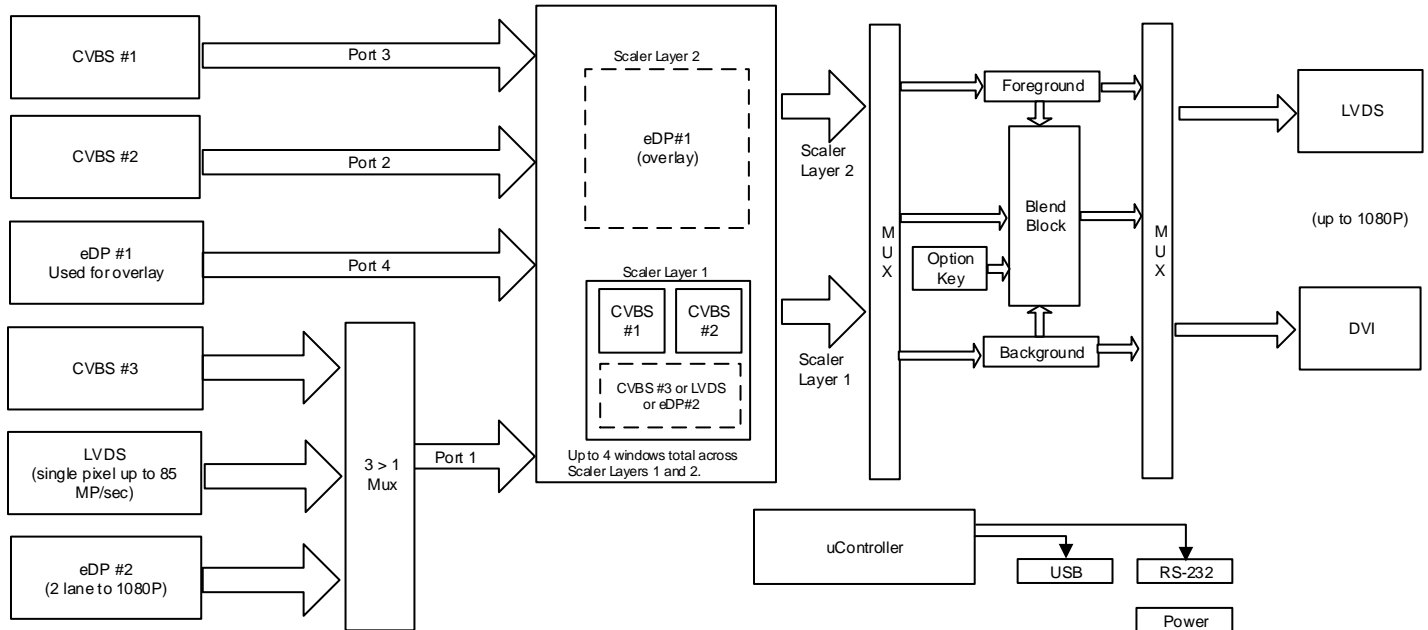 CVBS #1
Port 3
CVBS #2
Port 2
eDP #1
Used for overlay
Port 4
CVBS #3
LVDS
(single pixel up to 85
MP/sec)
eDP #2
(2 lane to 1080P)
3 > 1
Mux
Port 1
Scaler Layer 2
eDP#1
(overlay)
Scaler Layer 1
CVBS
#1
CVBS
#2
CVBS #3 or LVDS
or eDP#2
Up to 4 windows total across
Scaler Layers 1 and 2.
Scaler
Layer 2
Scaler
Layer 1
M
U
X
Foreground
Blend
Block
Option
Key
Background
M
U
X
LVDS
(up to 1080P)
DVI
uController
USB
RS-232
Power